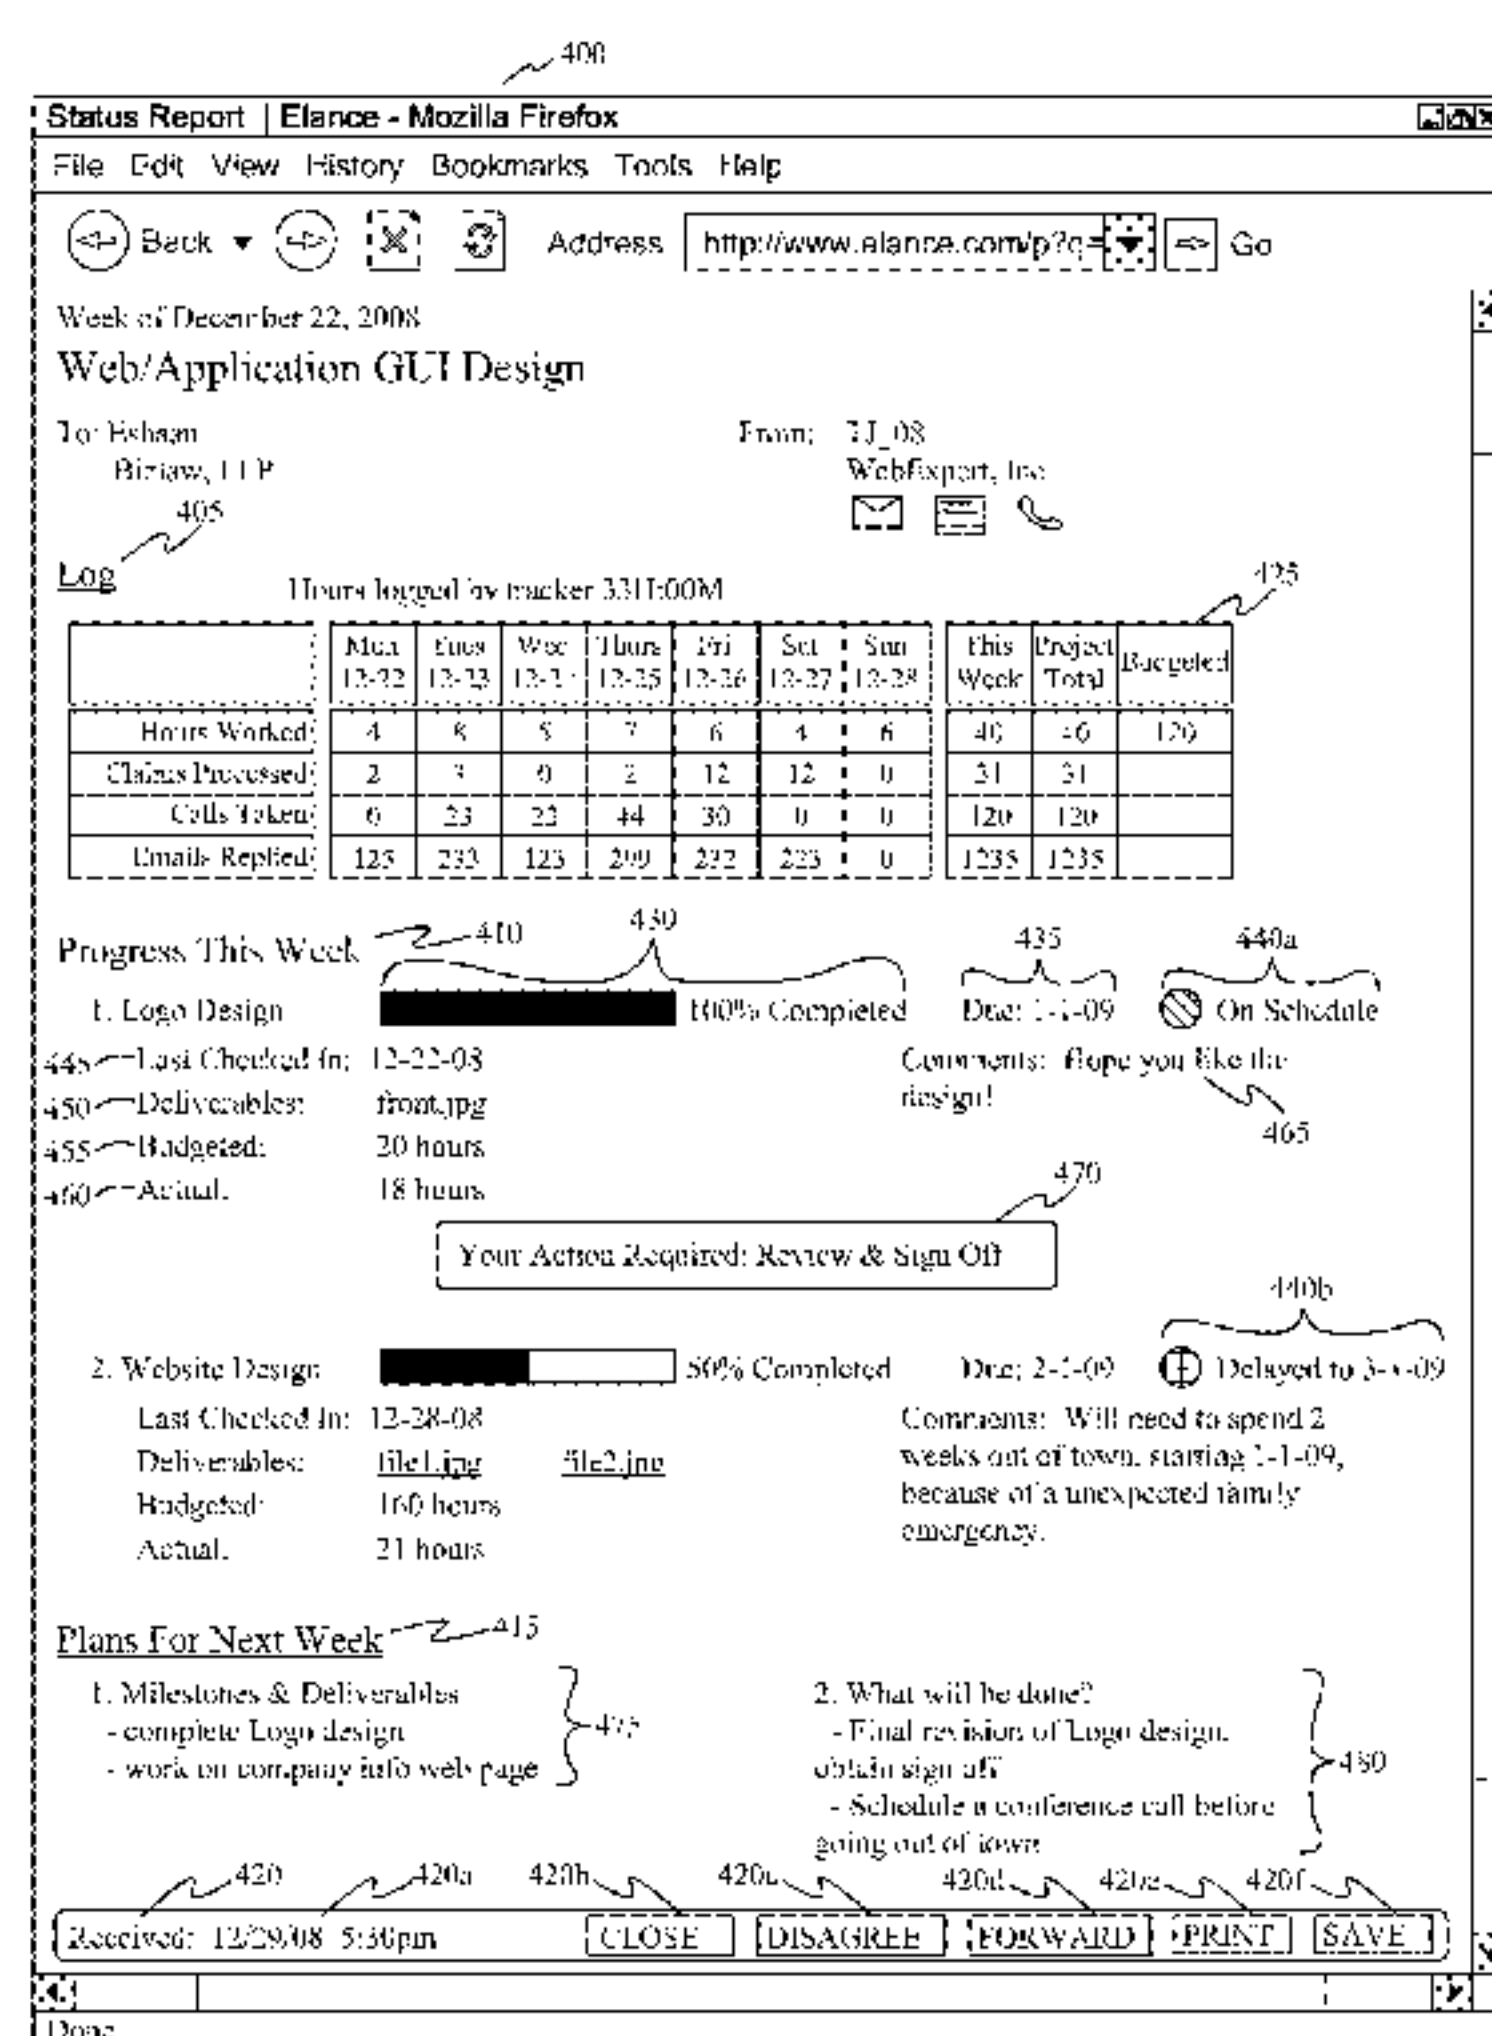 400
Status Report | Elance - Mozilla Firefox
File Edit View History Bookmarks Tools Help
Back Address http://www.elance.com/p?q= Go
Week of December 22, 2008
Web/Application GUI Design
To: Eshaan From: TJ_08
Bizlaw, LLP WebExpert, Inc
405
Log Hours logged by tracker 33H:00M 425
Mon Tues Wed Thurs Fri Sat Sun This Project Budgeted
12-22 12-23 12-25 12-26 12-27 12-28 Week Total
Hours Worked: 4 8 5 7 6 4 6 40 120
Claims Processed: 2 3 0 2 12 12 0 31 31
Calls Taken: 23 22 44 30 0 0 120 120
Emails Replied: 125 233 123 299 232 223 0 1235 1235
Progress This Week 410 430 435 440a
1. Logo Design 100% Completed Due: 1-1-09 On Schedule
445 Last Checked In: 12-22-08 Comments: Hope you like the
450 Deliverables: front.jpg design!
455 Budgeted: 20 hours 465
460 Actual: 18 hours 470
Your Action Required: Review & Sign Off
440b
2. Website Design 50% Completed Due: 2-1-09 Delayed to
Last Checked In: 12-28-08 Comments: Will need to spend 2
Deliverables: file1.jpg file2.jpg weeks out of town, starting 1-1-09,
Budgeted: 160 hours because of a unexpected family
Actual: 21 hours emergency.
Plans For Next Week 415
1. Milestones & Deliverables 2. What will be done?
- complete Logo design 475 - Final revision of Logo design,
- work on company info web page obtain sign off 480
- Schedule a conference call before
going out of town
420 420a 420b 420c 420d 420e 420f
Received: 12/29/08 5:30pm CLOSE DISAGREE FORWARD PRINT SAVE
Done